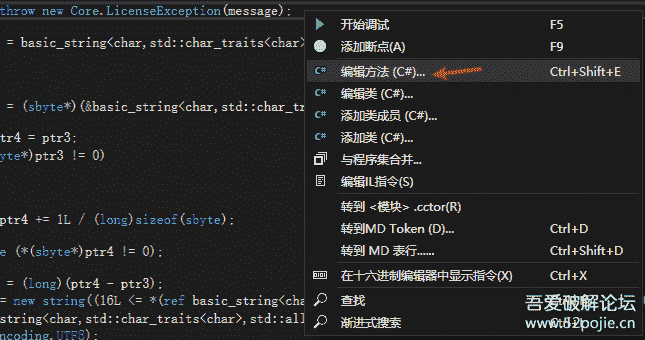 throw new Core.LicenseException(message);
= basic_string<char,std::char_traits<char>
= (sbyte*)(&basic_string<char,std::char_tra
tr4 = ptr3;
yte*)ptr3 != 0)
ptr4 += 1L / (long)sizeof(sbyte);
e (*(sbyte*)ptr4 != 0);
= (long)(ptr4 - ptr3);
= new string((16L <= *(ref basic_string<cha
string<char,std::char_traits<char>,std::all
ncoding.UTF8);
开始调试 F5
添加断点(A) F9
C# 编辑方法 (C#)... Ctrl+Shift+E
C# 编辑类 (C#)...
C# 添加类成员 (C#)...
C# 添加类 (C#)...
与程序集合并...
编辑IL指令(S)
转到 <模块> .cctor(R)
转到MD Token (D)... Ctrl+D
转到 MD 表行...... Ctrl+Shift+D
在十六进制编辑器中显示指令(X) Ctrl+X
查找
渐进式搜索
吾爱破解论坛
www.52pojie.cn